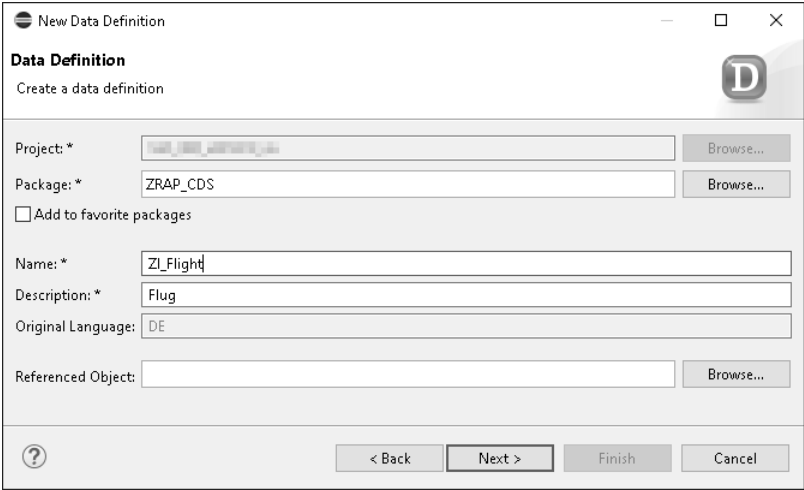 New Data Definition
Data Definition
Create a data definition
D
Project: * Browse...
Package: * ZRAP_CDS Browse...
Add to favorite packages
Name: * ZI_Flight
Description: * Flug
Original Language: DE
Referenced Object: Browse...
? < Back Next > Finish Cancel